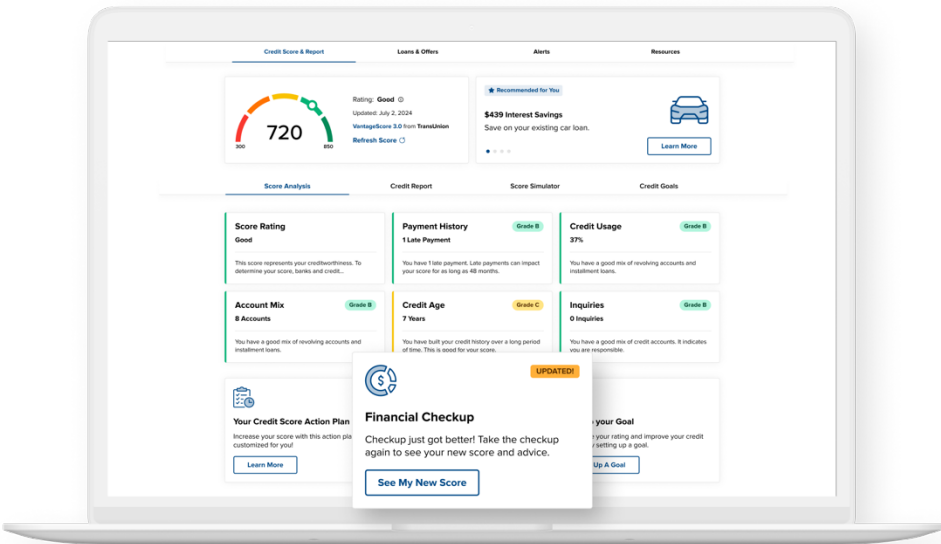 Credit Score & Report
Loans & Offers
Alerts
Resources
720
300
850
Rating: Good
Updated: July 2, 2024
VantageScore 3.0 from TransUnion
Refresh Score
Recommended for You
$439 Interest Savings
Save on your existing car loan.
Learn More
Score Analysis
Credit Report
Score Simulator
Credit Goals
Score Rating
Good
This score represents your creditworthiness. To
determine your score, banks and credit...
Payment History
Grade B
1 Late Payment
You have 1 late payment. Late payments can impact
your score for as long as 48 months.
Credit Usage
Grade B
37%
You have a good mix of revolving accounts and
installment loans.
Account Mix
Grade B
8 Accounts
You have a good mix of revolving accounts and
installment loans.
Credit Age
Grade C
7 Years
You have built your credit history over a long period
of time. This is good for your score.
Inquiries
Grade B
0 Inquiries
You have a good mix of credit accounts. It indicates
you are responsible.
Your Credit Score Action Plan
Increase your score with this action pla
customized for you!
Learn More
UPDATED!
Financial Checkup
Checkup just got better! Take the checkup
again to see your new score and advice.
See My New Score
your Goal
your rating and improve your credit
setting up a goal.
Up A Goal